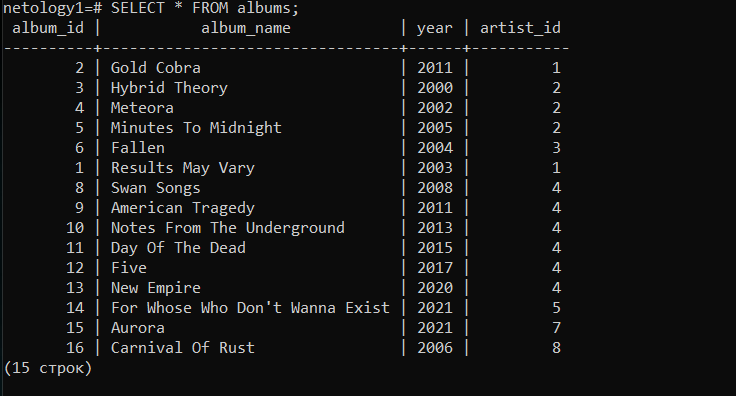 netology1=# SELECT * FROM albums;
 album_id |           album_name            | year | artist_id
----------+---------------------------------+------+-----------
        2 | Gold Cobra                      | 2011 |         1
        3 | Hybrid Theory                   | 2000 |         2
        4 | Meteora                         | 2002 |         2
        5 | Minutes To Midnight             | 2005 |         2
        6 | Fallen                          | 2004 |         3
        1 | Results May Vary                | 2003 |         1
        8 | Swan Songs                      | 2008 |         4
        9 | American Tragedy                | 2011 |         4
       10 | Notes From The Underground      | 2013 |         4
       11 | Day Of The Dead                 | 2015 |         4
       12 | Five                            | 2017 |         4
       13 | New Empire                      | 2020 |         4
       14 | For Whose Who Don't Wanna Exist | 2021 |         5
       15 | Aurora                          | 2021 |         7
       16 | Carnival Of Rust                | 2006 |         8
(15 строк)